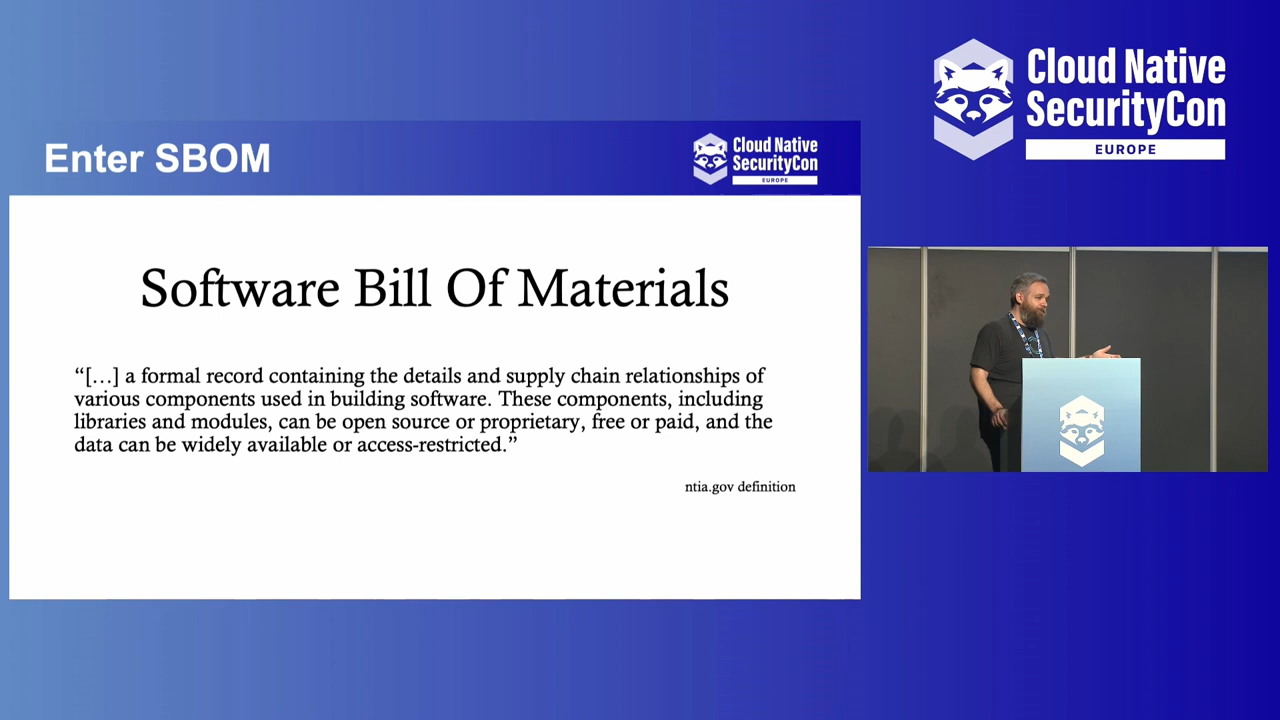 Cloud Native
SecurityCon
EUROPE
Enter SBOM
Cloud Native
SecurityCon
EUROPE
Software Bill Of Materials
“[…] a formal record containing the details and supply chain relationships of
various components used in building software. These components, including
libraries and modules, can be open source or proprietary, free or paid, and the
data can be widely available or access-restricted.”
ntia.gov definition